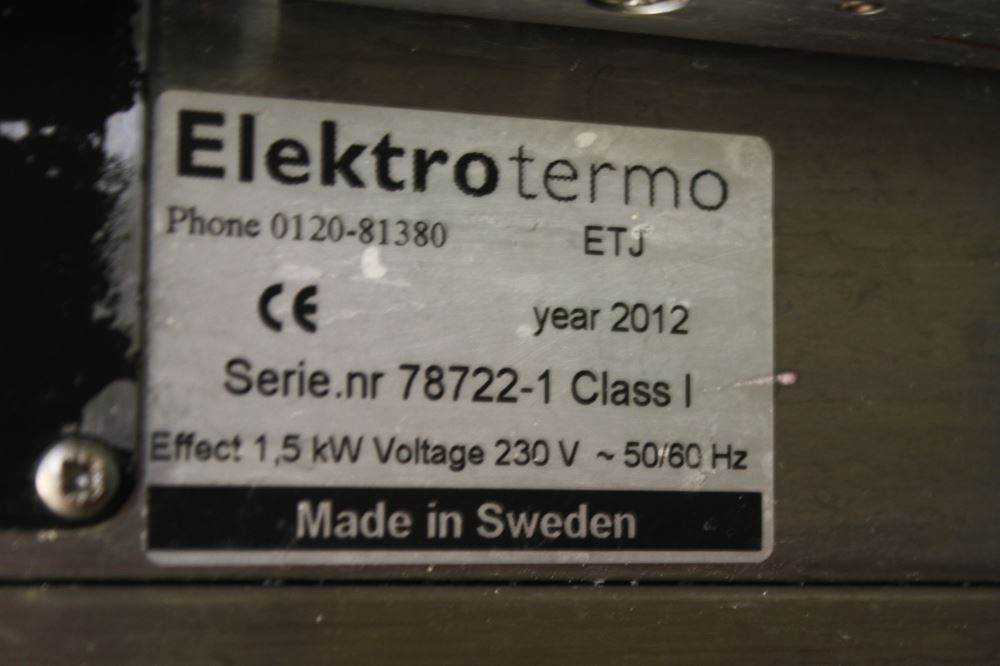 Elektrotermo
Phone 0120-81380 ETJ
CE year 2012
Serie.nr 78722-1 Class I
Effect 1,5 kW Voltage 230 V ~ 50/60 Hz
Made in Sweden